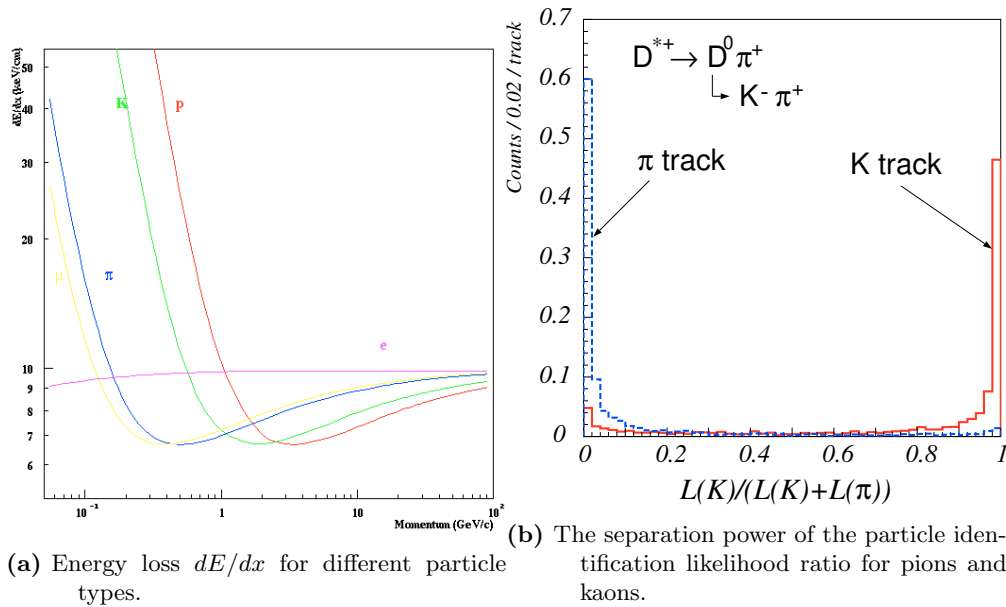 dE/dx (keV/cm)
50
40
30
20
10
9
8
7
6
K
p
μ
π
e
10⁻¹
1
10
10²
Momentum (GeV/c)
(a) Energy loss dE/dx for different particle
types.
Counts / 0.02 / track
0.7
0.6
0.5
0.4
0.3
0.2
0.1
0
D*+→D⁰π⁺
K⁻π⁺
π track
K track
0
0.2
0.4
0.6
0.8
1
L(K)/(L(K)+L(π))
(b) The separation power of the particle iden-
tification likelihood ratio for pions and
kaons.